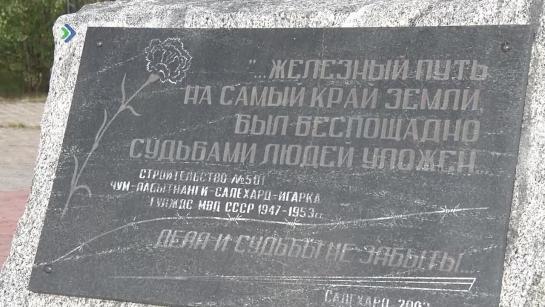 "...ЖЕЛЕЗНЫЙ ПУТЬ
НА САМЫЙ КРАЙ ЗЕМЛИ,
БЫЛ БЕСПОЩАДНО
СУДЬБАМИ ЛЮДЕЙ УЛОЖЕН...
СТРОИТЕЛЬСТВО №501
ЧУМ-ЛАБЫТНАНГИ-САЛЕХАРД-ИГАРКА
ГУЛЖДС МВД СССР 1947-1953гг.
ДЕЛА И СУДЬБЫ НЕ ЗАБЫТЫ...
САЛЕХАРД